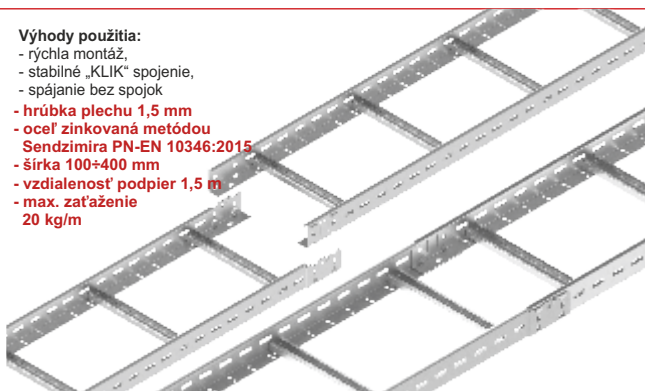 Výhody použitia:
- rýchla montáž,
- stabilné „KLIK" spojenie,
- spájanie bez spojok
- hrúbka plechu 1,5 mm
- oceľ zinkovaná metódou
Sendzimira PN-EN 10346:2015
- šírka 100÷400 mm
- vzdialenosť podpier 1,5 m
- max. zaťaženie
20 kg/m